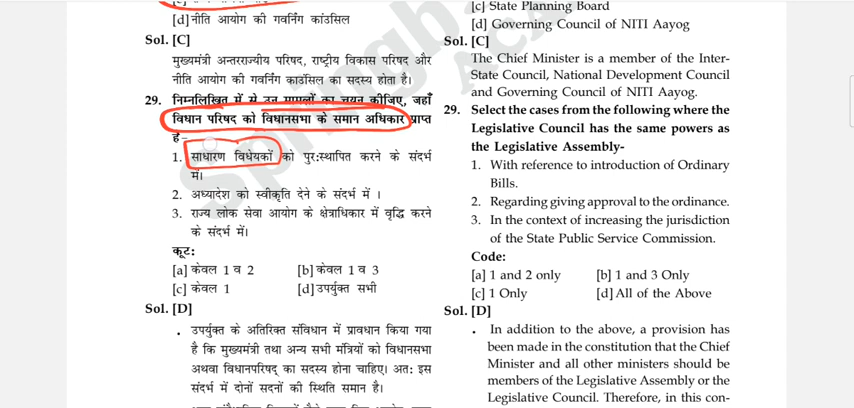 [d] नीति आयोग की गवर्निंग कांउसिल
Sol. [C]
मुख्यमंत्री अन्तरराज्यीय परिषद, राष्ट्रीय विकास परिषद और
नीति आयोग की गवर्निंग काउंसिल का सदस्य होता है।
29. निम्नलिखित में से उन मामलों का चयन कीजिए, जहाँ
विधान परिषद को विधानसभा के समान अधिकार प्राप्त
है–
1. साधारण विधेयकों को पुरःस्थापित करने के संदर्भ
में।
2. अध्यादेश को स्वीकृति देने के संदर्भ में ।
3. राज्य लोक सेवा आयोग के क्षेत्राधिकार में वृद्धि करने
के संदर्भ में।
कूट:
[a] केवल 1 व 2 [b] केवल 1 व 3
[c] केवल 1 [d] उपर्युक्त सभी
Sol. [D]
• उपर्युक्त के अतिरिक्त संविधान में प्रावधान किया गया
है कि मुख्यमंत्री तथा अन्य सभी मंत्रियों को विधानसभा
अथवा विधानपरिषद् का सदस्य होना चाहिए। अत: इस
संदर्भ में दोनों सदनों की स्थिति समान है।
[c] State Planning Board
[d] Governing Council of NITI Aayog
Sol. [C]
The Chief Minister is a member of the Inter-
State Council, National Development Council
and Governing Council of NITI Aayog.
29. Select the cases from the following where the
Legislative Council has the same powers as
the Legislative Assembly-
1. With reference to introduction of Ordinary
Bills.
2. Regarding giving approval to the ordinance.
3. In the context of increasing the jurisdiction
of the State Public Service Commission.
Code:
[a] 1 and 2 only [b] 1 and 3 Only
[c] 1 Only [d] All of the Above
Sol. [D]
• In addition to the above, a provision has
been made in the constitution that the Chief
Minister and all other ministers should be
members of the Legislative Assembly or the
Legislative Council. Therefore, in this con-